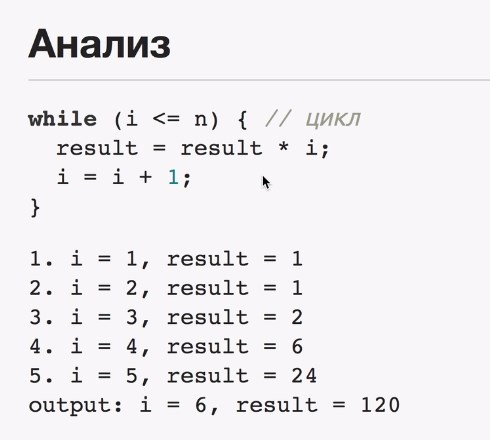 Анализ
while (i <= n) { // цикл
  result = result * i;
  i = i + 1;
}
1. i = 1, result = 1
2. i = 2, result = 1
3. i = 3, result = 2
4. i = 4, result = 6
5. i = 5, result = 24
output: i = 6, result = 120